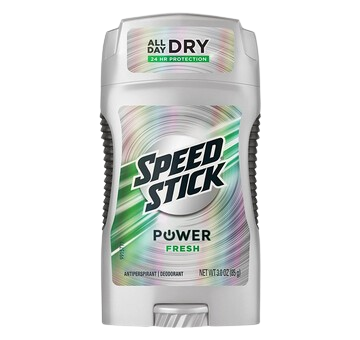 ALL DAY DRY
24 HR PROTECTION
SPEED
STICK
POWER
FRESH
ANTIPERSPIRANT | DEODORANT
NET WT 3.0 OZ (85 g)